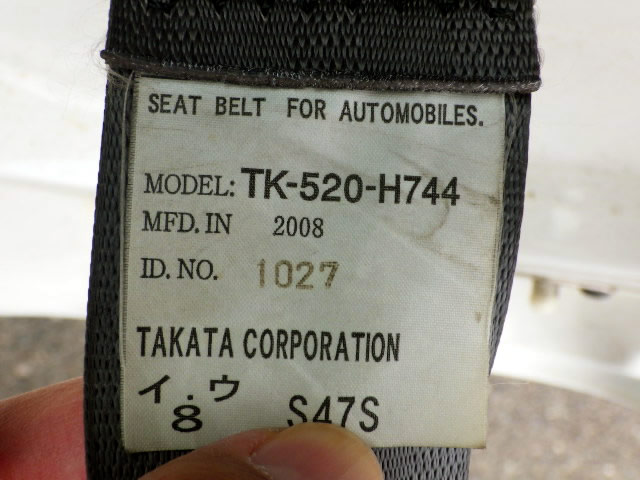 SEAT BELT FOR AUTOMOBILES.
MODEL: TK-520-H744
MFD. IN 2008
ID. NO. 1027
TAKATA CORPORATION
イ.ウ
8 S47S